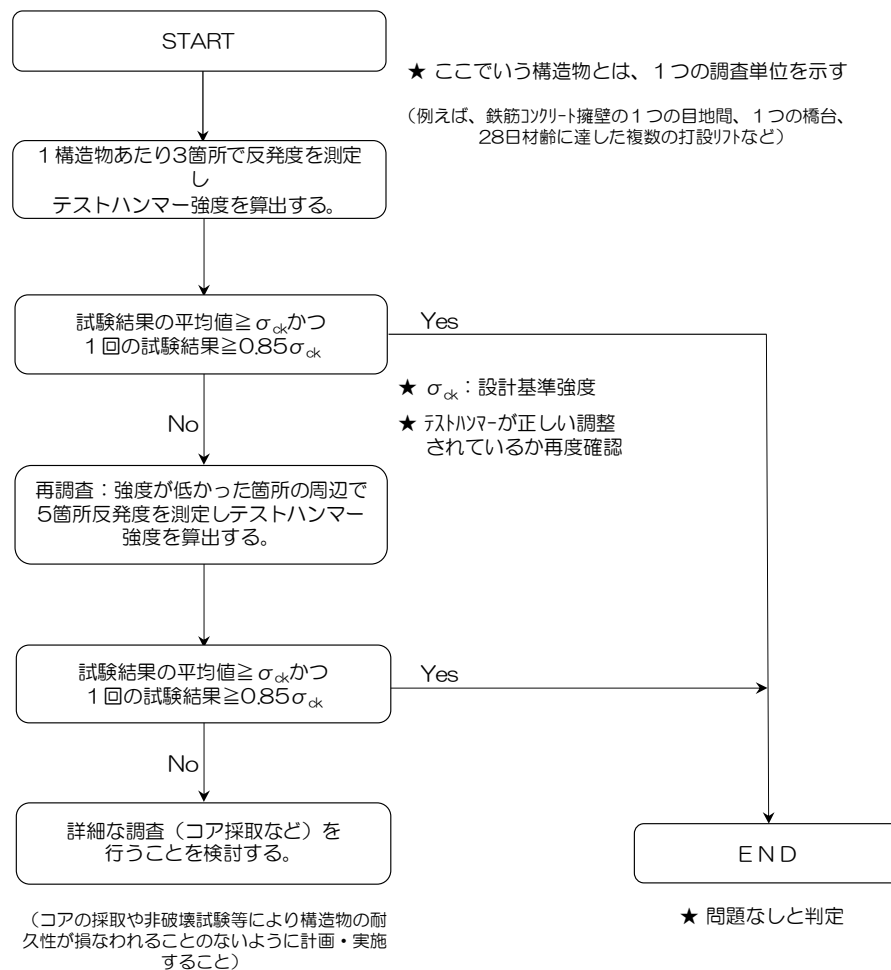 START
★ ここでいう構造物とは、１つの調査単位を示す
（例えば、鉄筋ｺﾝｸﾘｰﾄ擁壁の１つの目地間、１つの橋台、
28日材齢に達した複数の打設ﾘﾌﾄなど）
１構造物あたり3箇所で反発度を測定
し
テストハンマー強度を算出する。
試験結果の平均値≧σckかつ
１回の試験結果≧0.85σck
Yes
★ σck：設計基準強度
No
★ ﾃｽﾄﾊﾝﾏｰが正しい調整
されているか再度確認
再調査：強度が低かった箇所の周辺で
5箇所反発度を測定しテストハンマー
強度を算出する。
試験結果の平均値≧σckかつ
１回の試験結果≧0.85σck
Yes
No
詳細な調査（コア採取など）を
行うことを検討する。
ＥＮＤ
（コアの採取や非破壊試験等により構造物の耐
久性が損なわれることのないように計画・実施
すること）
★ 問題なしと判定